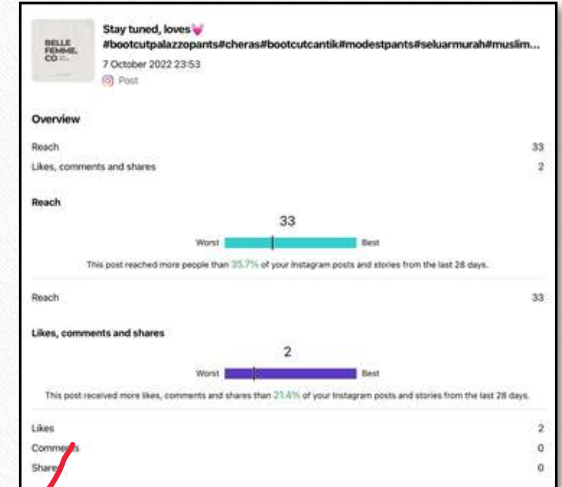 BELLE
FEMME.
CO
Stay tuned, loves💓
#bootcutpalazzopants#cheras#bootcutcantik#modestpants#seluarmurah#muslim...
7 October 2022 23:53
Post
Overview
Reach 33
Likes, comments and shares 2
Reach
33
Worst Best
This post reached more people than 35.7% of your Instagram posts and stories from the last 28 days.
Reach 33
Likes, comments and shares
2
Worst Best
This post received more likes, comments and shares than 21.4% of your Instagram posts and stories from the last 28 days.
Likes 2
Comments 0
Shares 0